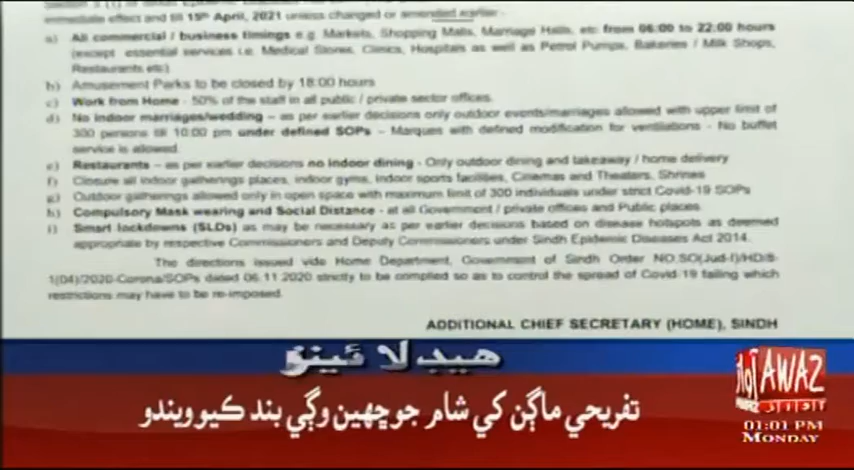 immediate effect and till 15th April, 2021 unless changed or amended earlier -
a) All commercial / business timings e.g. Markets, Shopping Malls, Marriage Halls, etc from 06:00 to 22:00 hours
(except essential services i.e. Medical Stores, Clinics, Hospitals as well as Petrol Pumps, Bakeries / Milk Shops,
Restaurants etc).
b) Amusement Parks to be closed by 18:00 hours
c) Work from Home - 50% of the staff in all public / private sector offices.
d) No indoor marriages/wedding – as per earlier decisions only outdoor events/marriages allowed with upper limit of
300 persons till 10:00 pm under defined SOPs – Marques with defined modification for ventilations - No buffet
service is allowed.
e) Restaurants – as per earlier decisions no indoor dining - Only outdoor dining and takeaway / home delivery
f) Closure all indoor gatherings places, indoor gyms, indoor sports facilities, Cinemas and Theaters, Shrines
g) Outdoor gatherings allowed only in open space with maximum limit of 300 individuals under strict Covid-19 SOPs
h) Compulsory Mask wearing and Social Distance - at all Government / private offices and Public places.
i) Smart lockdowns (SLDs) as may be necessary as per earlier decisions based on disease hotspots as deemed
appropriate by respective Commissioners and Deputy Commissioners under Sindh Epidemic Diseases Act 2014.
The directions issued vide Home Department, Government of Sindh Order NO.SO(Jud-I)/HD/8-
1(04)/2020-Corona/SOPs dated 06.11.2020 strictly to be complied so as to control the spread of Covid-19 failing which
restrictions may have to be re-imposed.
ADDITIONAL CHIEF SECRETARY (HOME), SINDH
هيڊ لائينز
تفريحي ماڳن کي شام جو ڇهين وڳي بند ڪيو ويندو
آواز AWAZ
आवाज़
01:01 PM
MONDAY